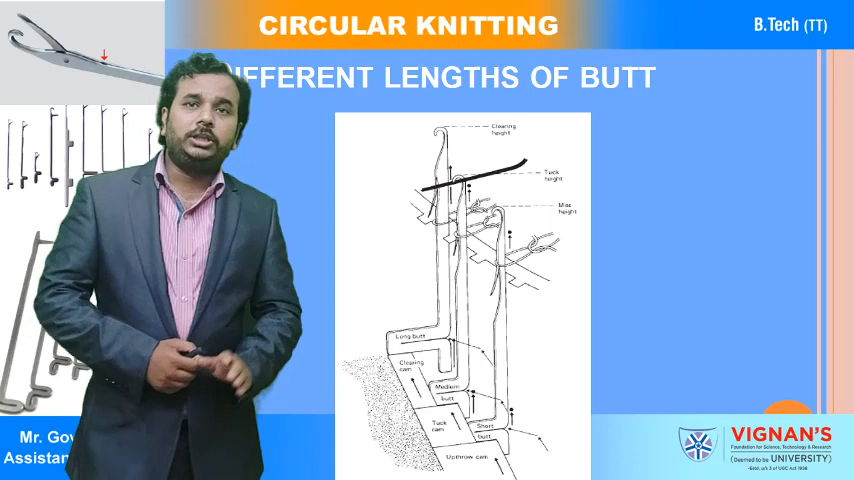 CIRCULAR KNITTING
B.Tech (TT)
DIFFERENT LENGTHS OF BUTT
Clearing
height
Tuck
height
Miss
height
Long butt
Clearing
cam
Medium
butt
Tuck
cam
Short
butt
Upthrow cam
Mr. Gov
Assistan
VIGNAN'S
Foundation for Science, Technology & Research
(Deemed to be UNIVERSITY)
-Estd. u/s 3 of UGC Act 1956